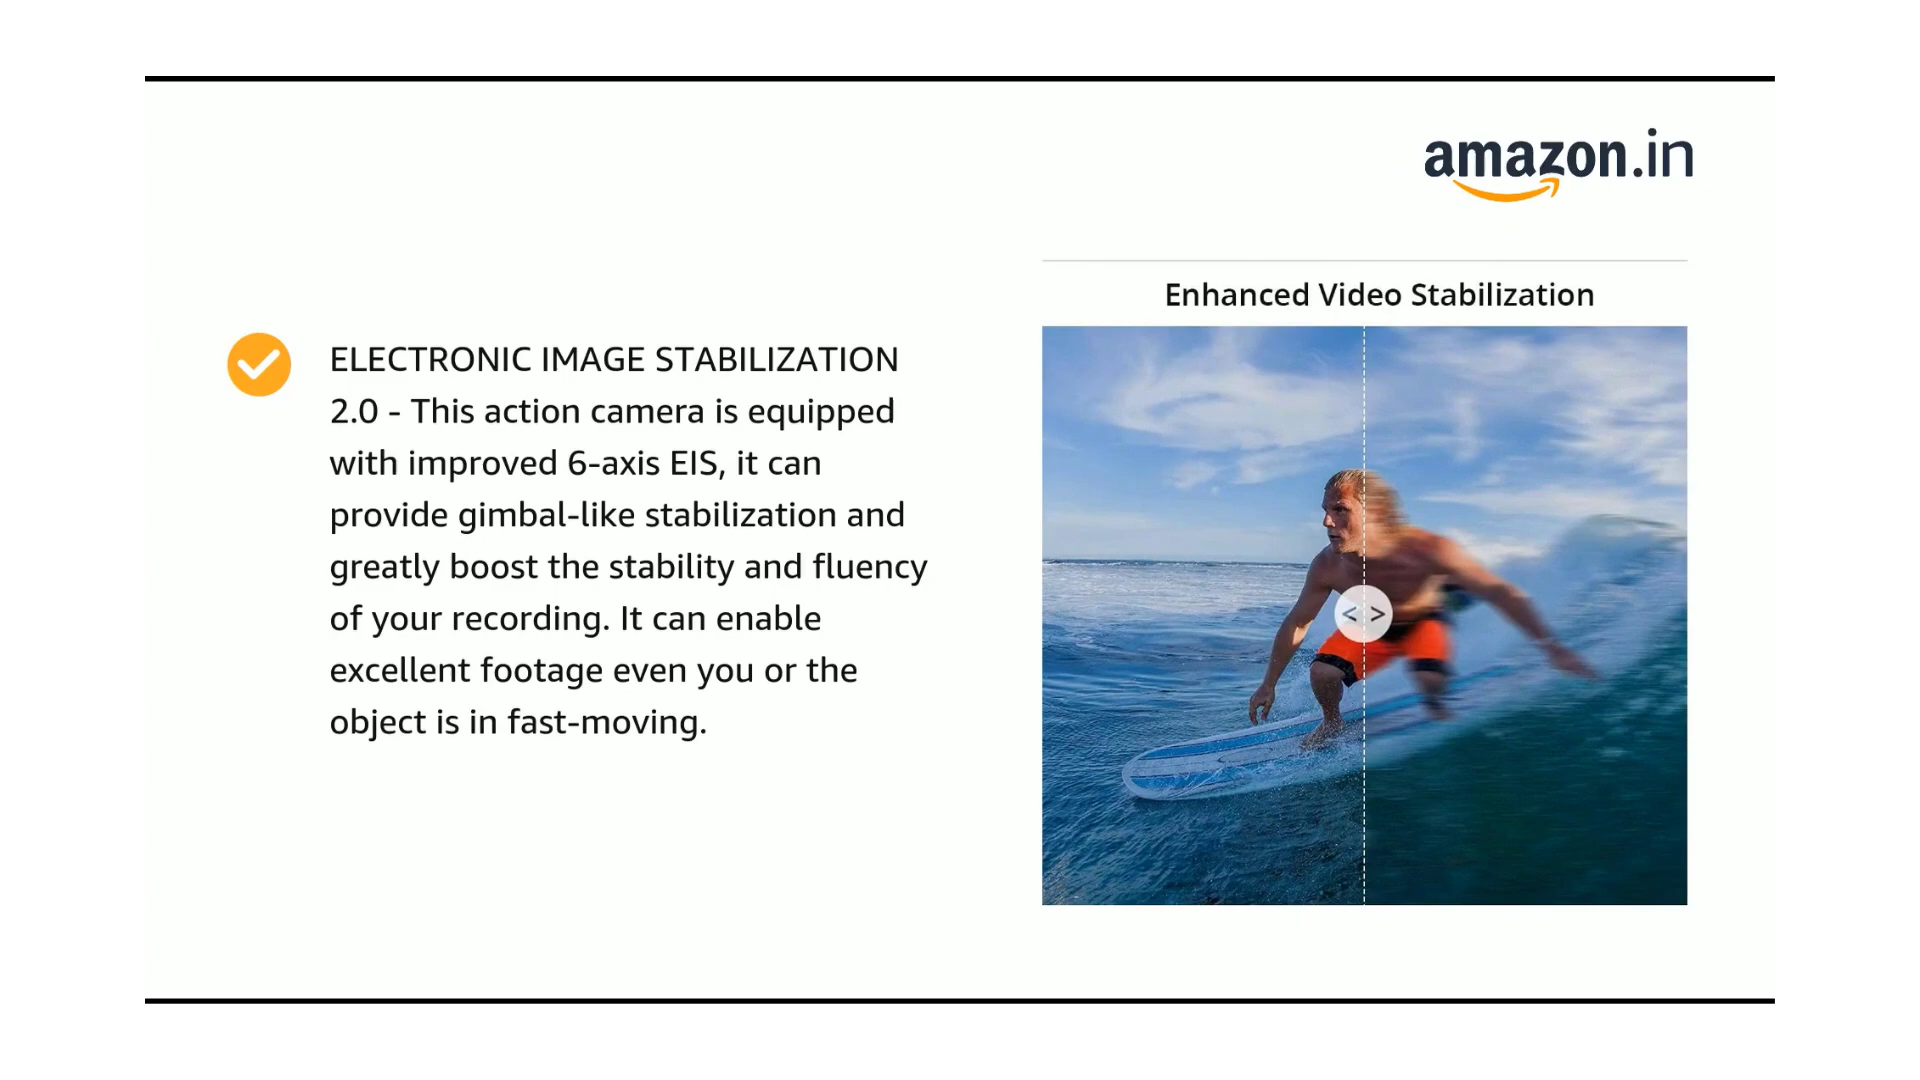 amazon.in
Enhanced Video Stabilization
ELECTRONIC IMAGE STABILIZATION
2.0 - This action camera is equipped
with improved 6-axis EIS, it can
provide gimbal-like stabilization and
greatly boost the stability and fluency
of your recording. It can enable
excellent footage even you or the
object is in fast-moving.
< >